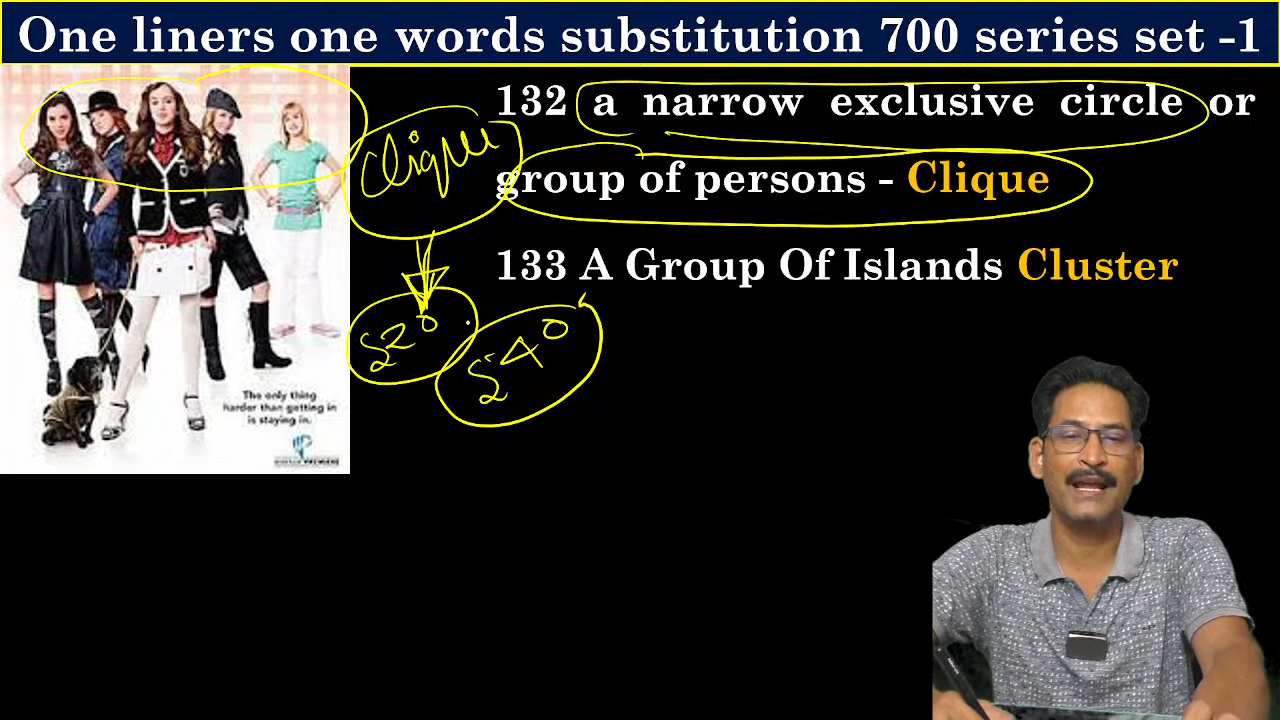 One liners one words substitution 700 series set -1
132 a narrow exclusive circle or
group of persons - Clique
133 A Group Of Islands Cluster
Clique
The only thing
harder than getting in
is staying in.